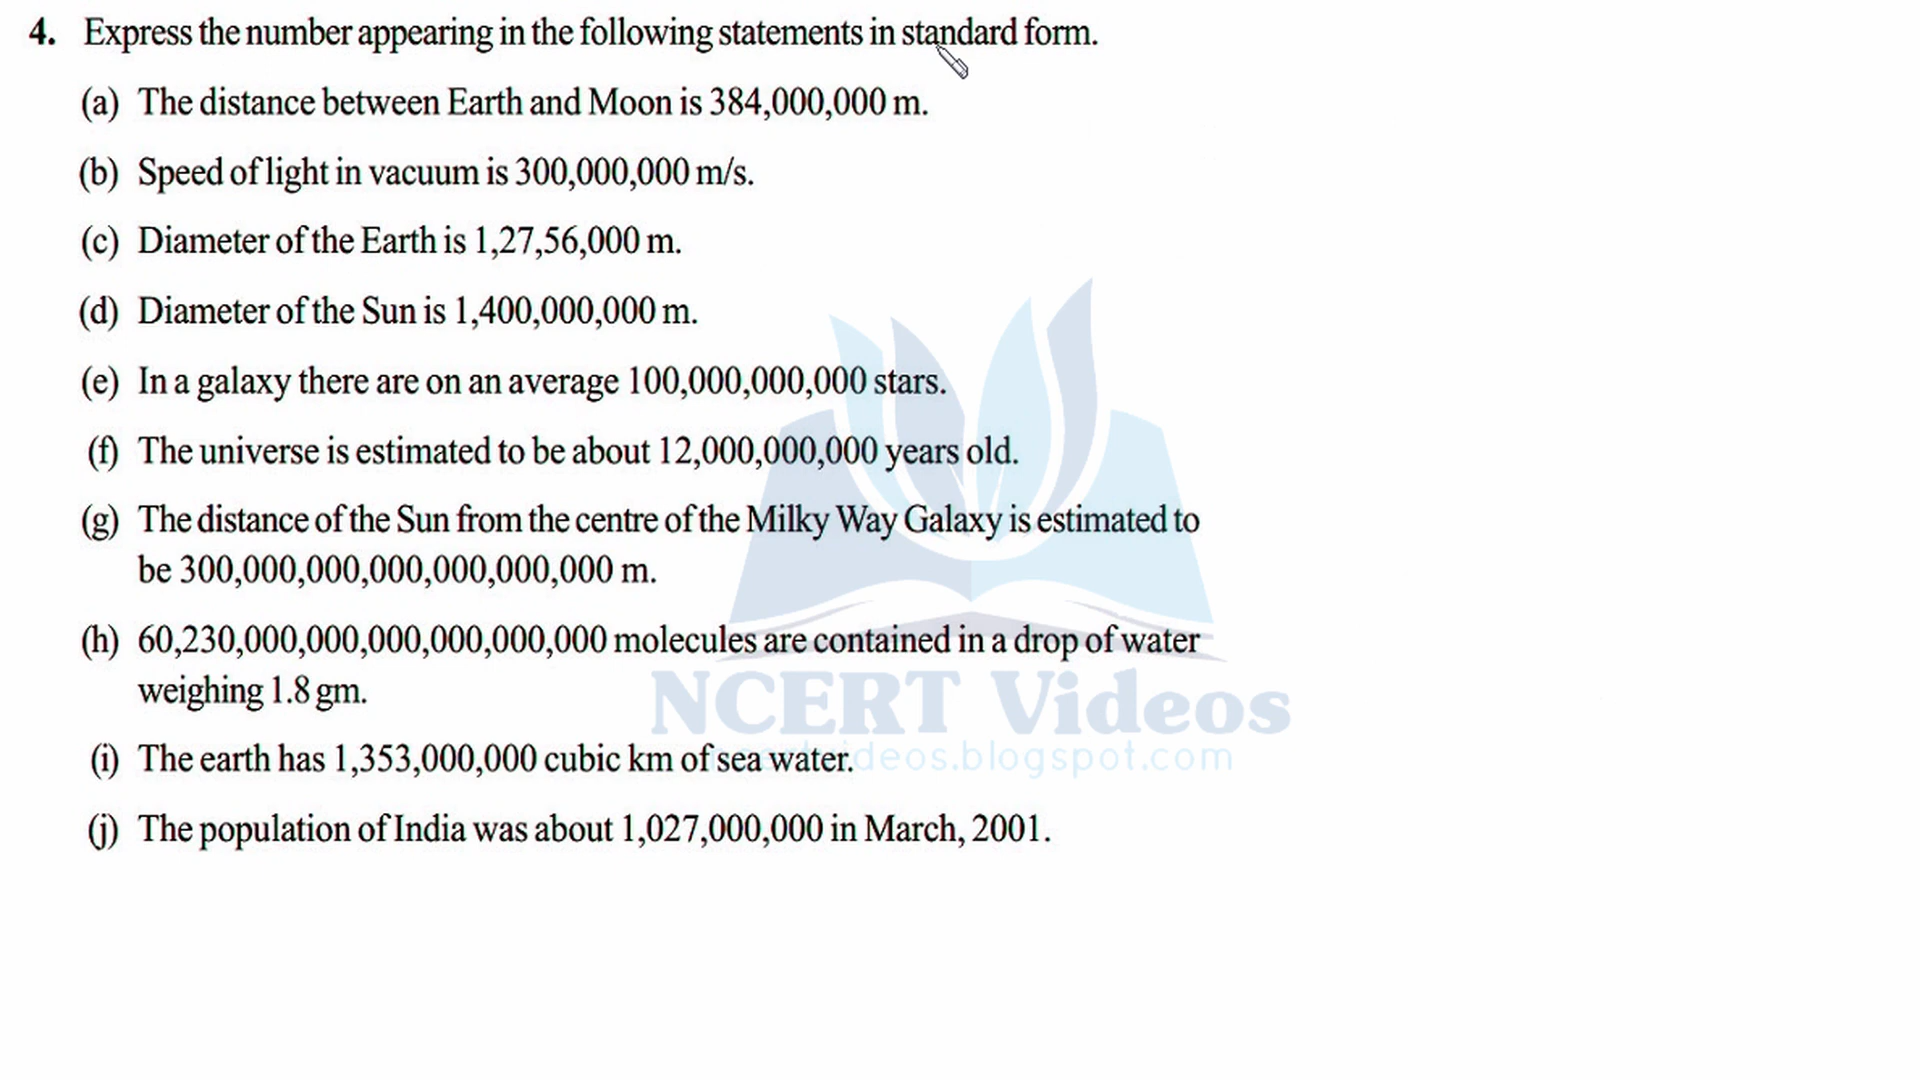 4. Express the number appearing in the following statements in standard form.
(a) The distance between Earth and Moon is 384,000,000 m.
(b) Speed of light in vacuum is 300,000,000 m/s.
(c) Diameter of the Earth is 1,27,56,000 m.
(d) Diameter of the Sun is 1,400,000,000 m.
(e) In a galaxy there are on an average 100,000,000,000 stars.
(f) The universe is estimated to be about 12,000,000,000 years old.
(g) The distance of the Sun from the centre of the Milky Way Galaxy is estimated to
be 300,000,000,000,000,000,000 m.
(h) 60,230,000,000,000,000,000,000 molecules are contained in a drop of water
weighing 1.8 gm.
NCERT Videos
(i) The earth has 1,353,000,000 cubic km of sea water.
ncertvideos.blogspot.com
(j) The population of India was about 1,027,000,000 in March, 2001.